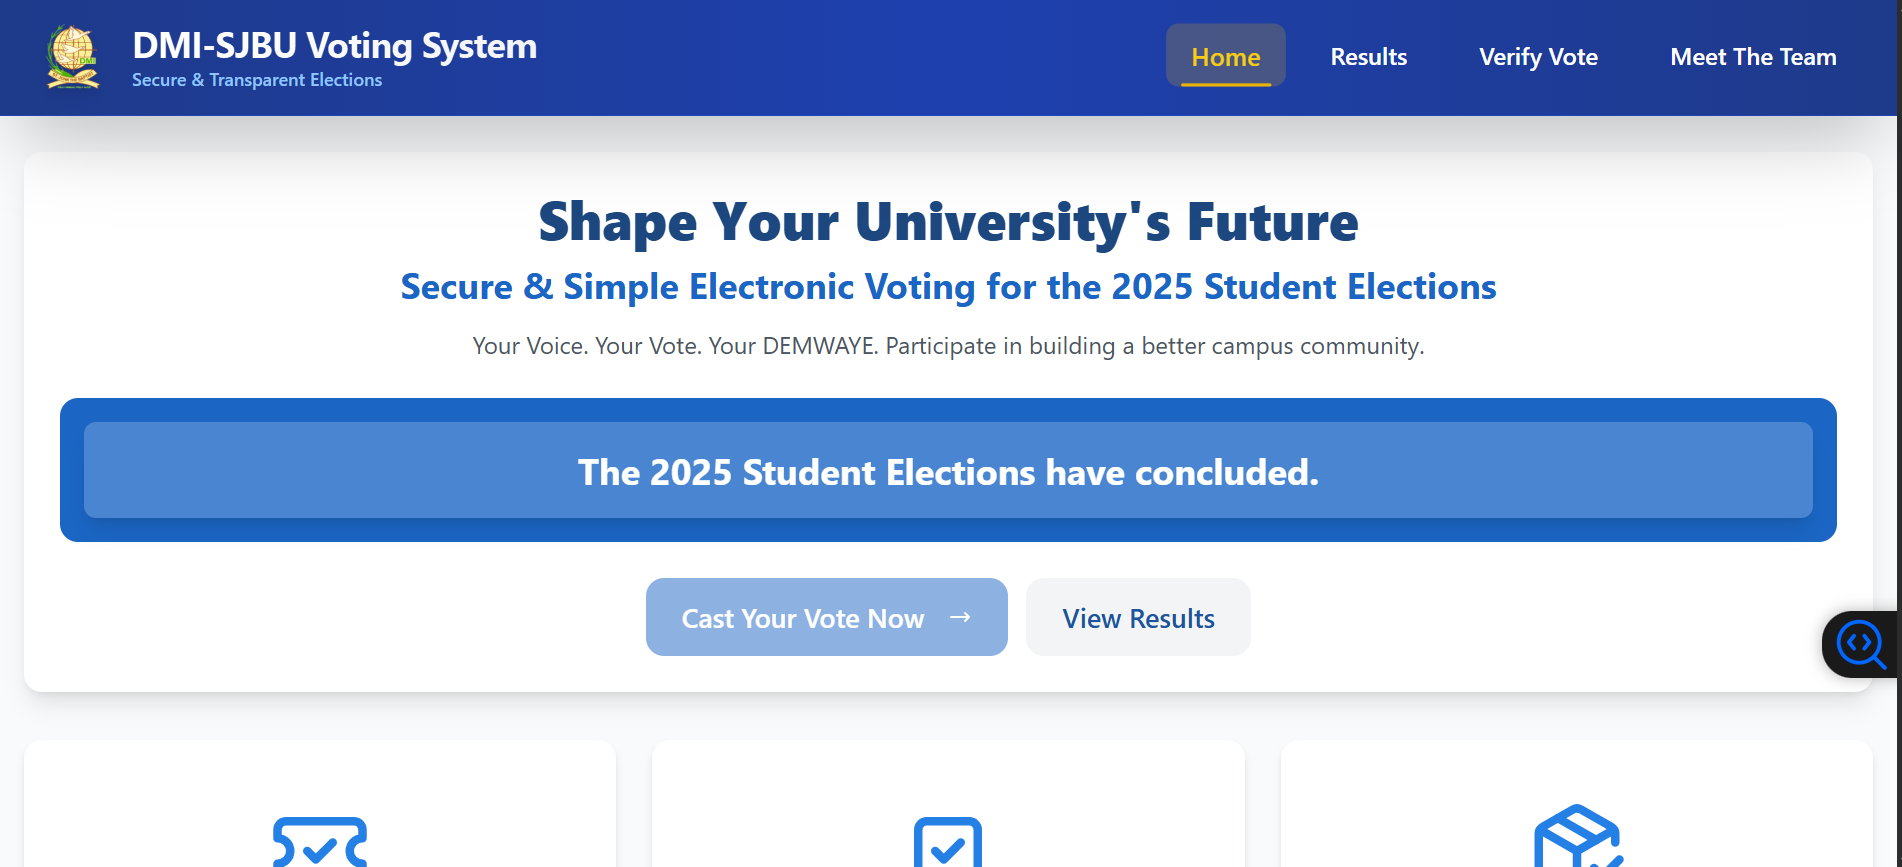 DMI-SJBU Voting System
Secure & Transparent Elections
Home
Results
Verify Vote
Meet The Team
Shape Your University's Future
Secure & Simple Electronic Voting for the 2025 Student Elections
Your Voice. Your Vote. Your DEMWAYE. Participate in building a better campus community.
The 2025 Student Elections have concluded.
Cast Your Vote Now →
View Results